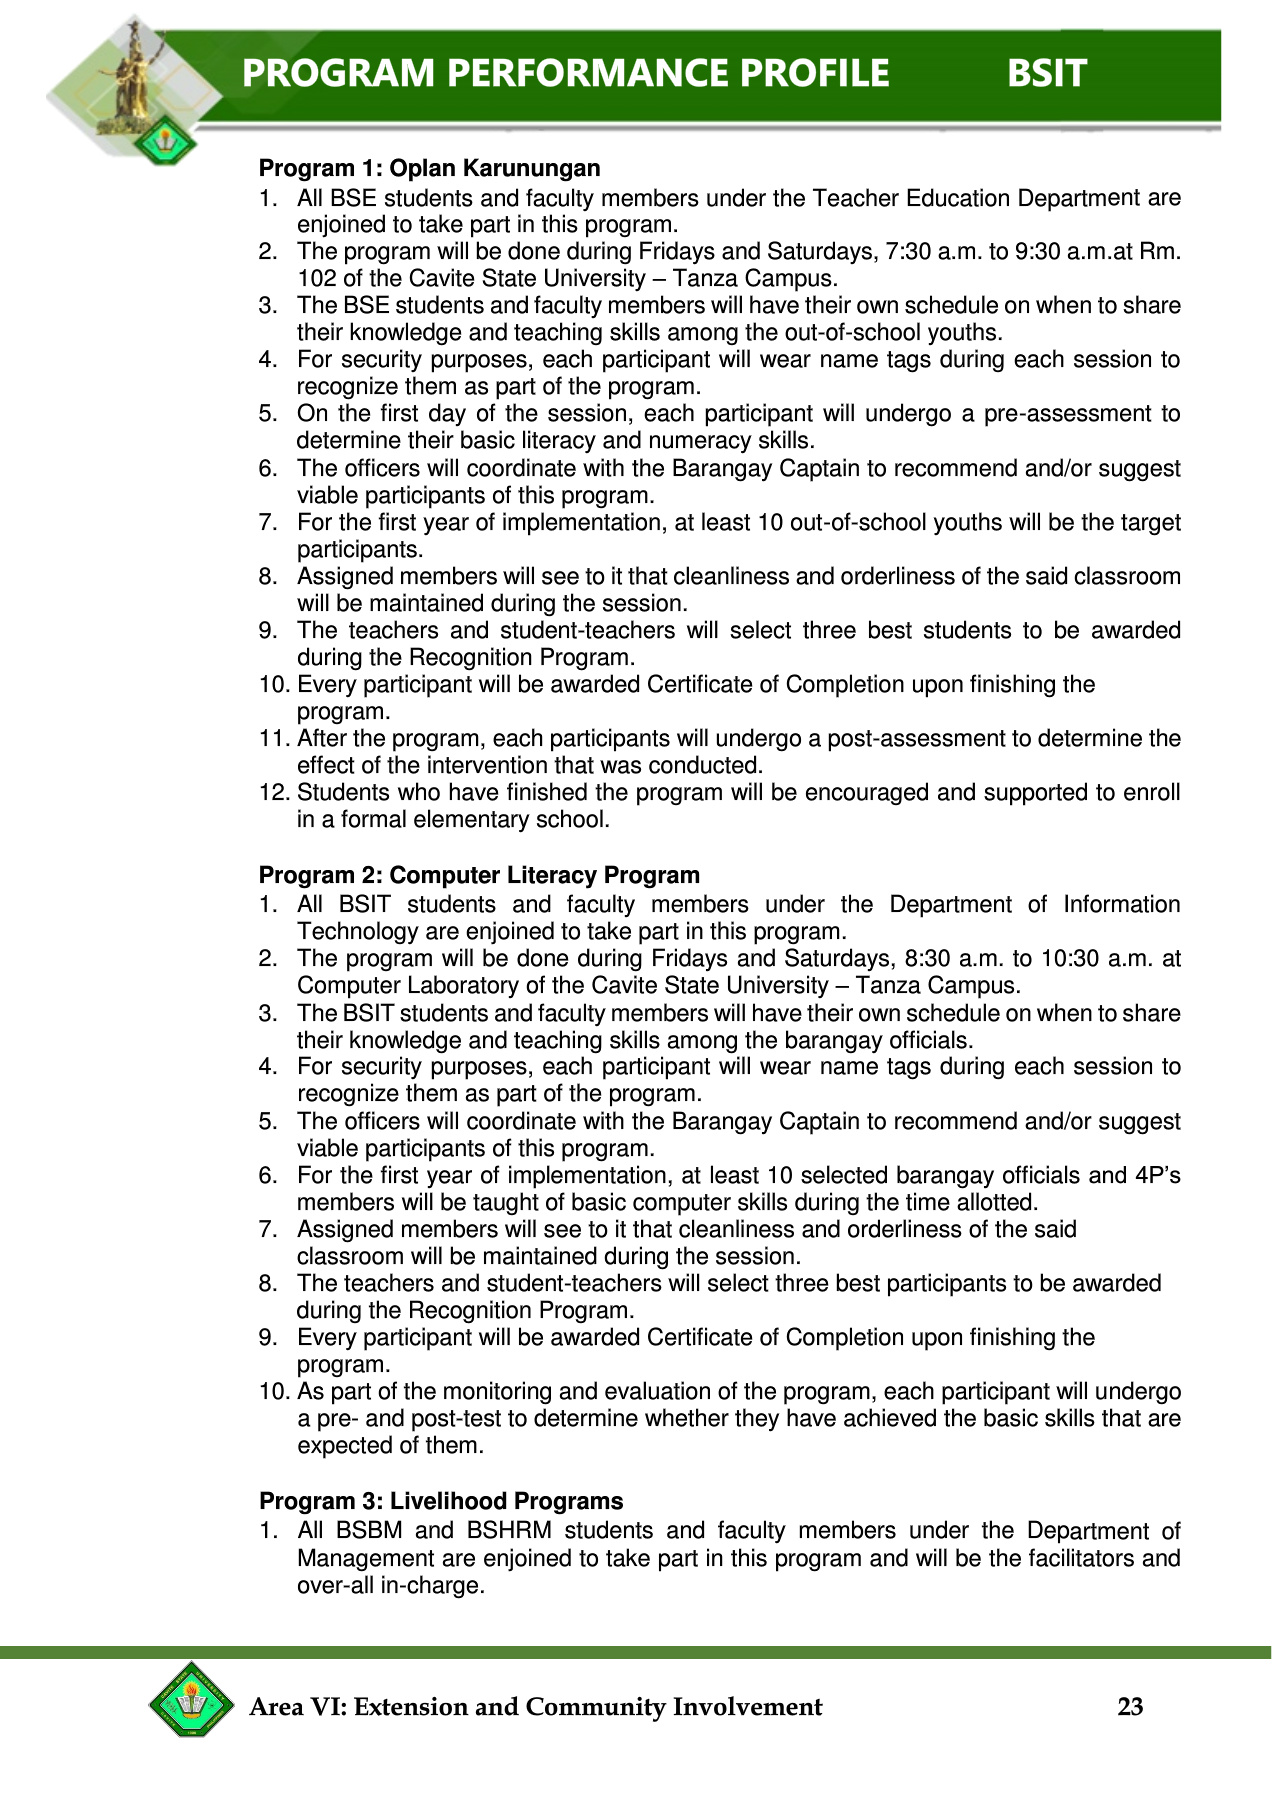 PROGRAM PERFORMANCE PROFILE BSIT
Program 1: Oplan Karunungan
1. All BSE students and faculty members under the Teacher Education Department are
enjoined to take part in this program.
2. The program will be done during Fridays and Saturdays, 7:30 a.m. to 9:30 a.m.at Rm.
102 of the Cavite State University – Tanza Campus.
3. The BSE students and faculty members will have their own schedule on when to share
their knowledge and teaching skills among the out-of-school youths.
4. For security purposes, each participant will wear name tags during each session to
recognize them as part of the program.
5. On the first day of the session, each participant will undergo a pre-assessment to
determine their basic literacy and numeracy skills.
6. The officers will coordinate with the Barangay Captain to recommend and/or suggest
viable participants of this program.
7. For the first year of implementation, at least 10 out-of-school youths will be the target
participants.
8. Assigned members will see to it that cleanliness and orderliness of the said classroom
will be maintained during the session.
9. The teachers and student-teachers will select three best students to be awarded
during the Recognition Program.
10. Every participant will be awarded Certificate of Completion upon finishing the
program.
11. After the program, each participants will undergo a post-assessment to determine the
effect of the intervention that was conducted.
12. Students who have finished the program will be encouraged and supported to enroll
in a formal elementary school.
Program 2: Computer Literacy Program
1. All BSIT students and faculty members under the Department of Information
Technology are enjoined to take part in this program.
2. The program will be done during Fridays and Saturdays, 8:30 a.m. to 10:30 a.m. at
Computer Laboratory of the Cavite State University – Tanza Campus.
3. The BSIT students and faculty members will have their own schedule on when to share
their knowledge and teaching skills among the barangay officials.
4. For security purposes, each participant will wear name tags during each session to
recognize them as part of the program.
5. The officers will coordinate with the Barangay Captain to recommend and/or suggest
viable participants of this program.
6. For the first year of implementation, at least 10 selected barangay officials and 4P’s
members will be taught of basic computer skills during the time allotted.
7. Assigned members will see to it that cleanliness and orderliness of the said
classroom will be maintained during the session.
8. The teachers and student-teachers will select three best participants to be awarded
during the Recognition Program.
9. Every participant will be awarded Certificate of Completion upon finishing the
program.
10. As part of the monitoring and evaluation of the program, each participant will undergo
a pre- and post-test to determine whether they have achieved the basic skills that are
expected of them.
Program 3: Livelihood Programs
1. All BSBM and BSHRM students and faculty members under the Department of
Management are enjoined to take part in this program and will be the facilitators and
over-all in-charge.
Area VI: Extension and Community Involvement 23